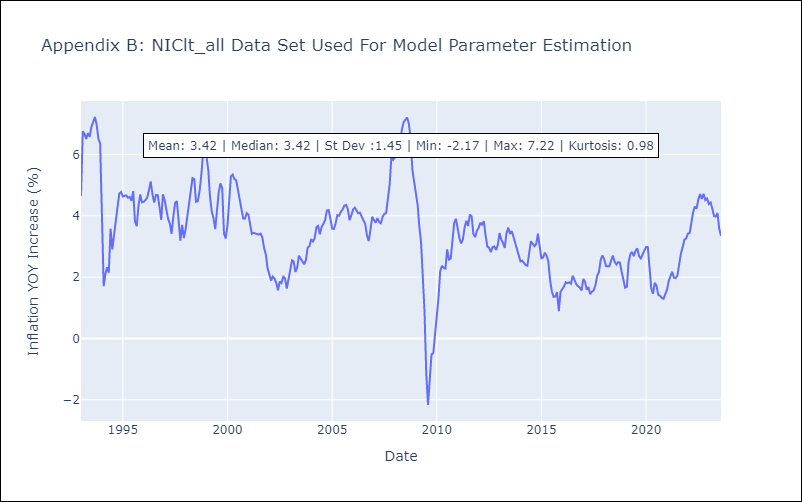 Appendix B: NIClt_all Data Set Used For Model Parameter Estimation
Mean: 3.42 | Median: 3.42 | St Dev :1.45 | Min: -2.17 | Max: 7.22 | Kurtosis: 0.98
Inflation YOY Increase (%)
6
4
2
0
−2
1995
2000
2005
2010
2015
2020
Date